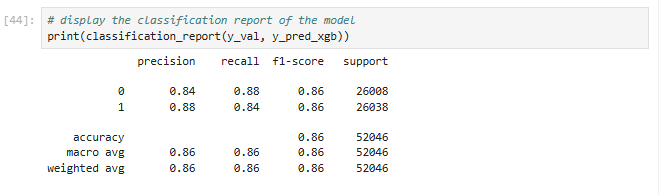 [44]: # display the classification report of the model
print(classification_report(y_val, y_pred_xgb))
precision recall f1-score support
0 0.84 0.88 0.86 26008
1 0.88 0.84 0.86 26038
accuracy 0.86 52046
macro avg 0.86 0.86 0.86 52046
weighted avg 0.86 0.86 0.86 52046